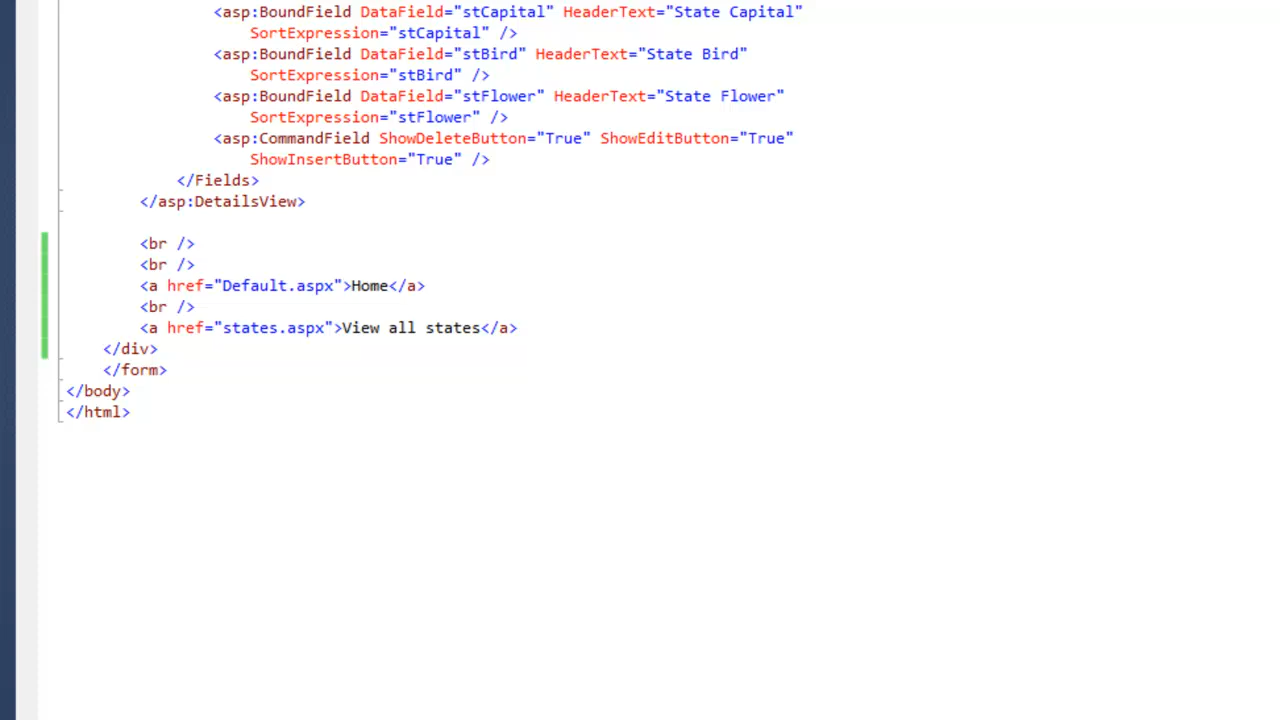 <asp:BoundField DataField="stCapital" HeaderText="State Capital"
SortExpression="stCapital" />
<asp:BoundField DataField="stBird" HeaderText="State Bird"
SortExpression="stBird" />
<asp:BoundField DataField="stFlower" HeaderText="State Flower"
SortExpression="stFlower" />
<asp:CommandField ShowDeleteButton="True" ShowEditButton="True"
ShowInsertButton="True" />
</Fields>
</asp:DetailsView>
<br />
<br />
<a href="Default.aspx">Home</a>
<br />
<a href="states.aspx">View all states</a>
</div>
</form>
</body>
</html>